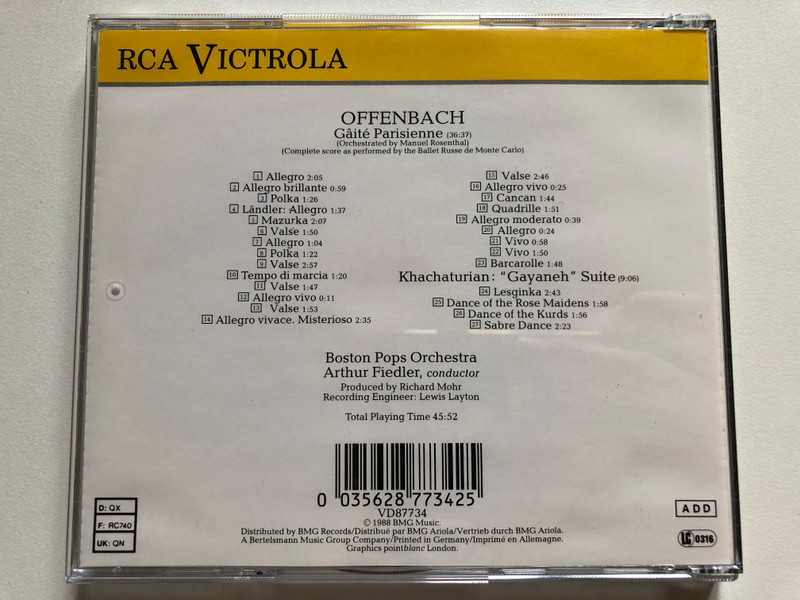 RCA VICTROLA
OFFENBACH
Gâité Parisienne (36:37)
(Orchestrated by Manuel Rosenthal)
(Complete score as performed by the Ballet Russe de Monte Carlo)
1 Allegro 2:05
2 Allegro brillante 0:59
3 Polka 1:26
4 Ländler: Allegro 1:37
5 Mazurka 2:07
6 Valse 1:50
7 Allegro 1:04
8 Polka 1:22
9 Valse 2:57
10 Tempo di marcia 1:20
11 Valse 1:47
12 Allegro vivo 0:11
13 Valse 1:53
14 Allegro vivace. Misterioso 2:35
15 Valse 2:46
16 Allegro vivo 0:25
17 Cancan 1:44
18 Quadrille 1:51
19 Allegro moderato 0:39
20 Allegro 0:24
21 Vivo 0:58
22 Vivo 1:50
23 Barcarolle 1:48
Khachaturian: “Gayaneh” Suite (9:06)
24 Lesginka 2:43
25 Dance of the Rose Maidens 1:58
26 Dance of the Kurds 1:56
27 Sabre Dance 2:23
Boston Pops Orchestra
Arthur Fiedler, conductor
Produced by Richard Mohr
Recording Engineer: Lewis Layton
Total Playing Time 45:52
0 035628 773425
VD87734
© 1988 BMG Music.
Distributed by BMG Records/Distribué par BMG Ariola/Vertrieb durch BMG Ariola.
A Bertelsmann Music Group Company/Printed in Germany/Imprimé en Allemagne.
Graphics pointblanc London.
D: QX
F: RC740
UK: QN
ADD
LC 0316